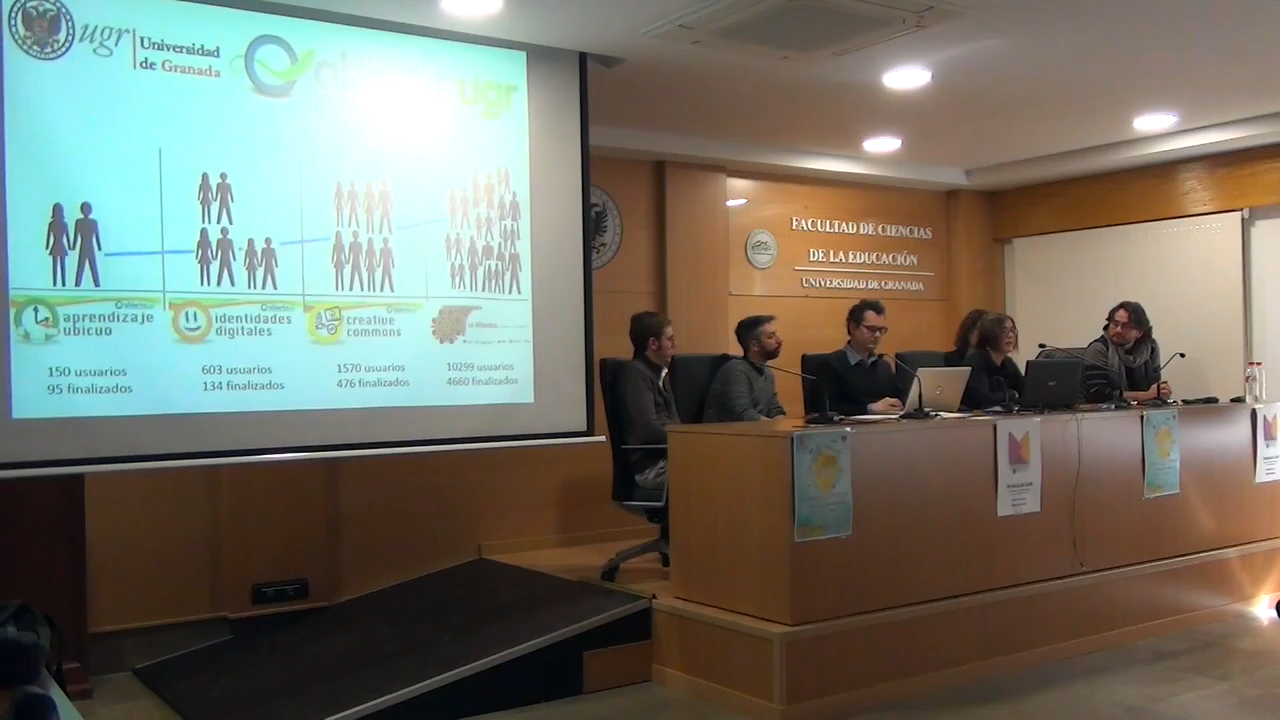 ugr
Universidad
de Granada
ugr
aprendizaje
ubicuo
identidades
digitales
creative
commons
150 usuarios
95 finalizados
603 usuarios
134 finalizados
1570 usuarios
476 finalizados
10299 usuarios
4660 finalizados
FACULTAD DE CIENCIAS
DE LA EDUCACIÓN
UNIVERSIDAD DE GRANADA